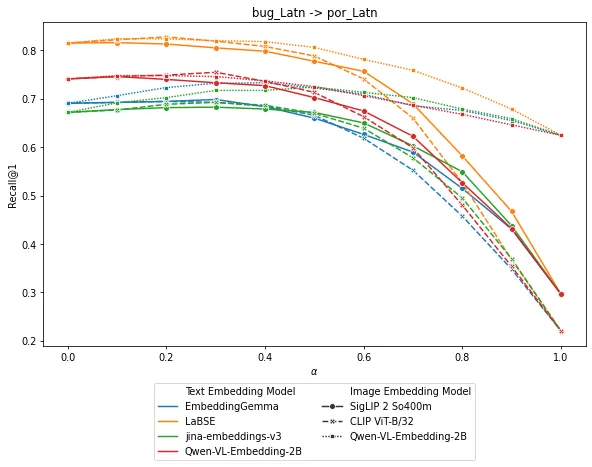 bug_Latn -> por_Latn
Recall@1
0.8
0.7
0.6
0.5
0.4
0.3
0.2
0.0
0.2
0.4
0.6
0.8
1.0
α
Text Embedding Model
EmbeddingGemma
LaBSE
jina-embeddings-v3
Qwen-VL-Embedding-2B
Image Embedding Model
SigLIP 2 So400m
CLIP ViT-B/32
Qwen-VL-Embedding-2B